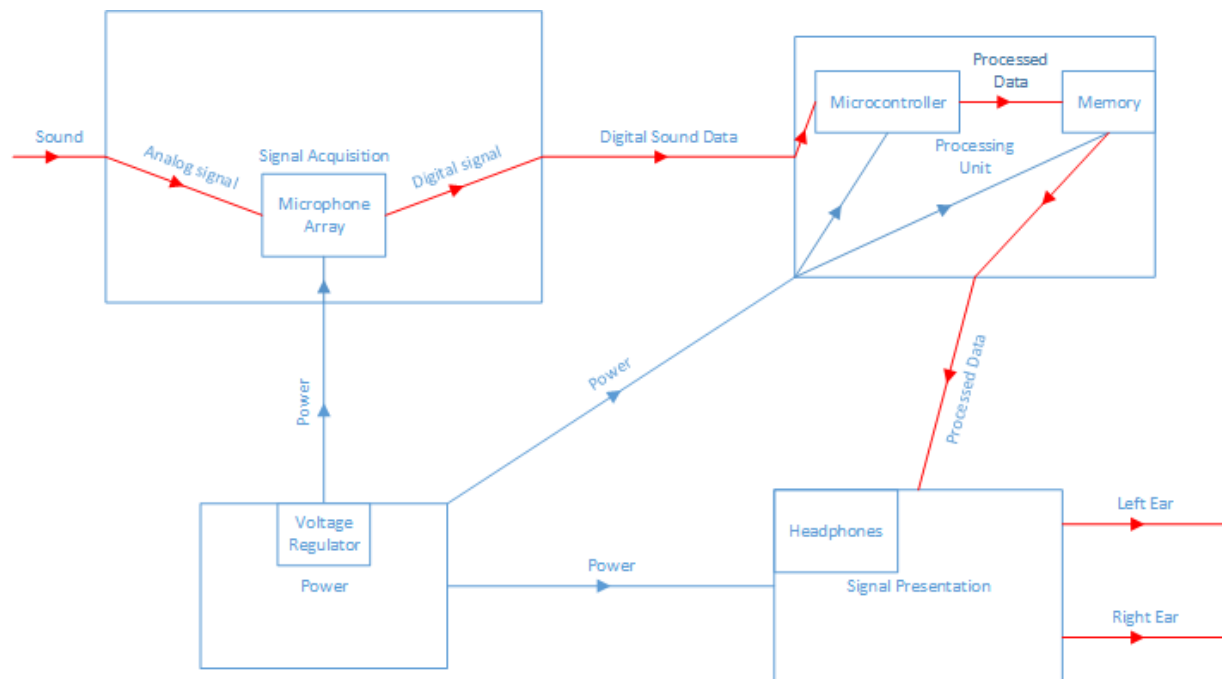 Processed
Data
Microcontroller
Memory
Sound
Analog signal
Signal Acquisition
Digital signal
Digital Sound Data
Processing
Unit
Microphone
Array
Power
Power
Processed Data
Voltage
Regulator
Power
Power
Headphones
Signal Presentation
Left Ear
Right Ear